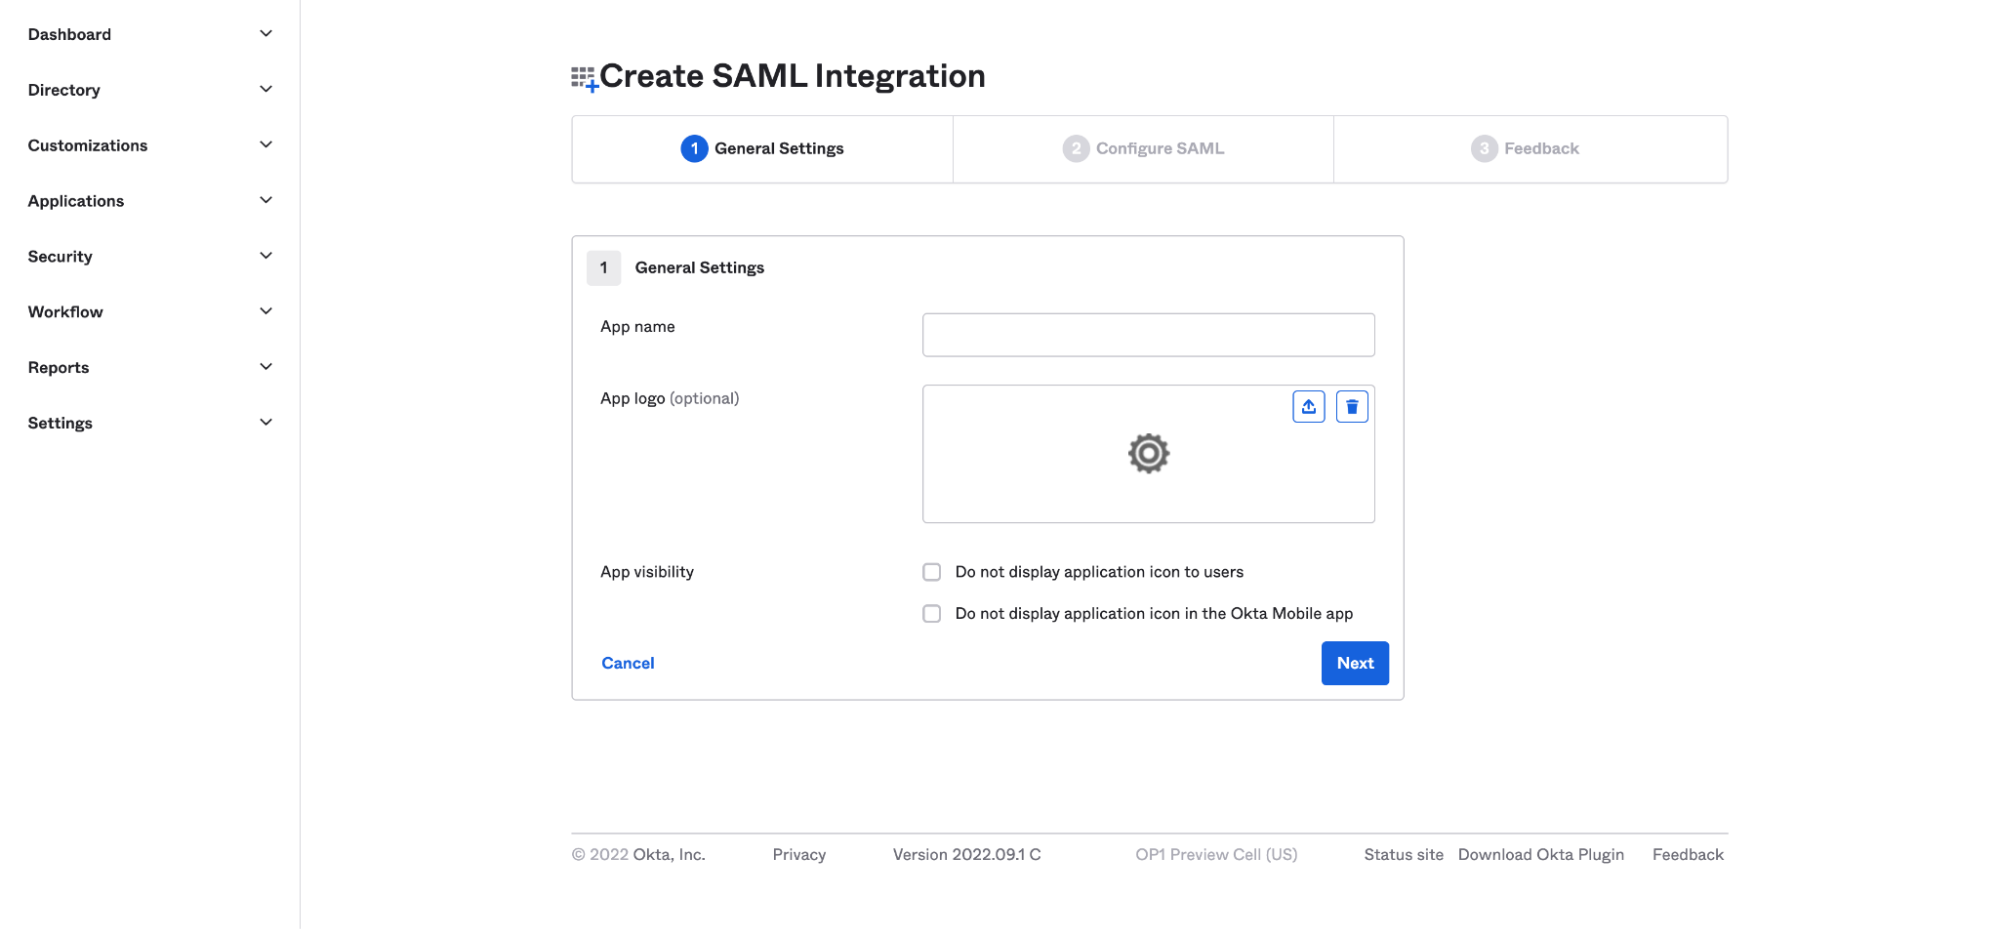 Dashboard
Directory
Customizations
Applications
Security
Workflow
Reports
Settings
Create SAML Integration
1 General Settings
2 Configure SAML
3 Feedback
1 General Settings
App name
App logo (optional)
App visibility
Do not display application icon to users
Do not display application icon in the Okta Mobile app
Cancel
Next
© 2022 Okta, Inc. Privacy Version 2022.09.1 C OP1 Preview Cell (US) Status site Download Okta Plugin Feedback